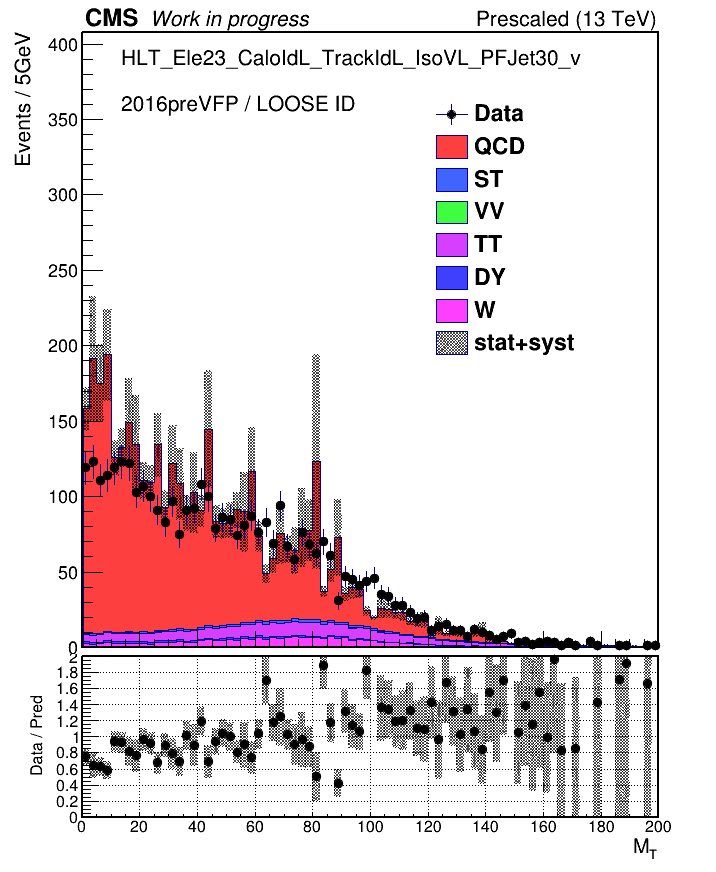 CMS Work in progress Prescaled (13 TeV)
HLT_Ele23_CaloIdL_TrackIdL_IsoVL_PFJet30_v
2016preVFP / LOOSE ID
Events / 5GeV
400
350
300
250
200
150
100
50
0
Data
QCD
ST
VV
TT
DY
W
stat+syst
Data / Pred
2
1.8
1.6
1.4
1.2
1
0.8
0.6
0.4
0.2
0
0 20 40 60 80 100 120 140 160 180 200
M_T